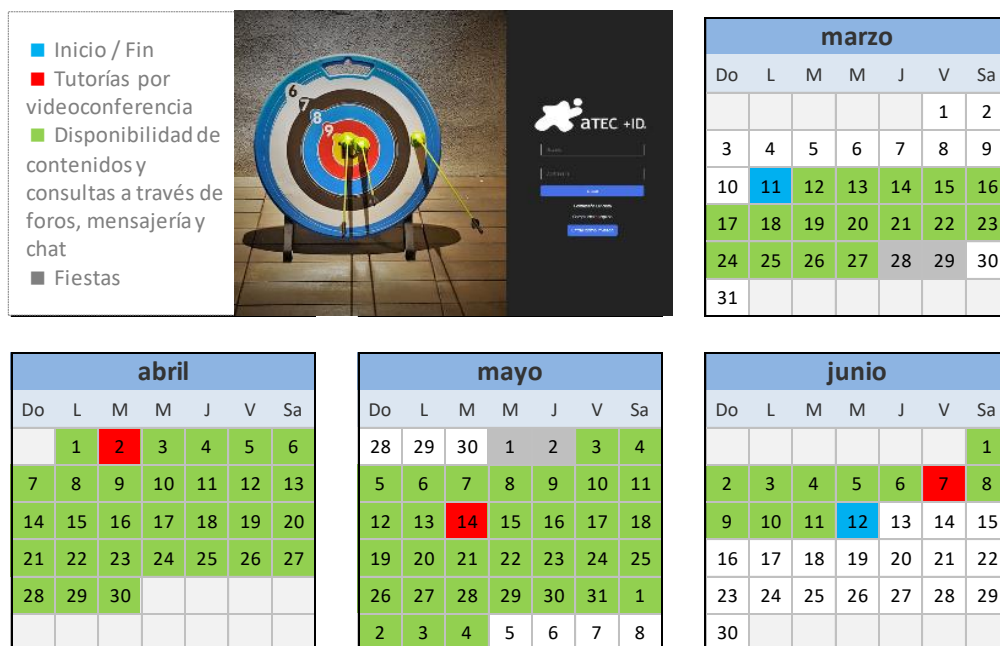 Inicio / Fin
Tutorías por
videoconferencia
Disponibilidad de
contenidos y
consultas a través de
foros, mensajería y
chat
Fiestas
6
7
8
9
10
aTEC +ID.
marzo
Do L M M J V Sa
1 2
3 4 5 6 7 8 9
10 11 12 13 14 15 16
17 18 19 20 21 22 23
24 25 26 27 28 29 30
31
abril
Do L M M J V Sa
1 2 3 4 5 6
7 8 9 10 11 12 13
14 15 16 17 18 19 20
21 22 23 24 25 26 27
28 29 30
mayo
Do L M M J V Sa
28 29 30 1 2 3 4
5 6 7 8 9 10 11
12 13 14 15 16 17 18
19 20 21 22 23 24 25
26 27 28 29 30 31 1
2 3 4 5 6 7 8
junio
Do L M M J V Sa
1
2 3 4 5 6 7 8
9 10 11 12 13 14 15
16 17 18 19 20 21 22
23 24 25 26 27 28 29
30